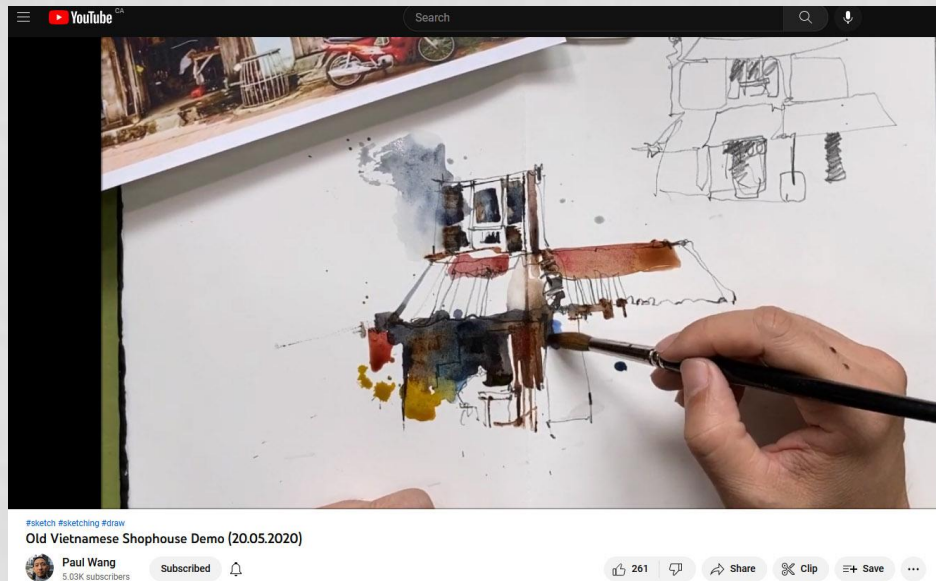 YouTube CA
Search
#sketch #sketching #draw
Old Vietnamese Shophouse Demo (20.05.2020)
Paul Wang
5.03K subscribers
Subscribed
261
Share
Clip
Save